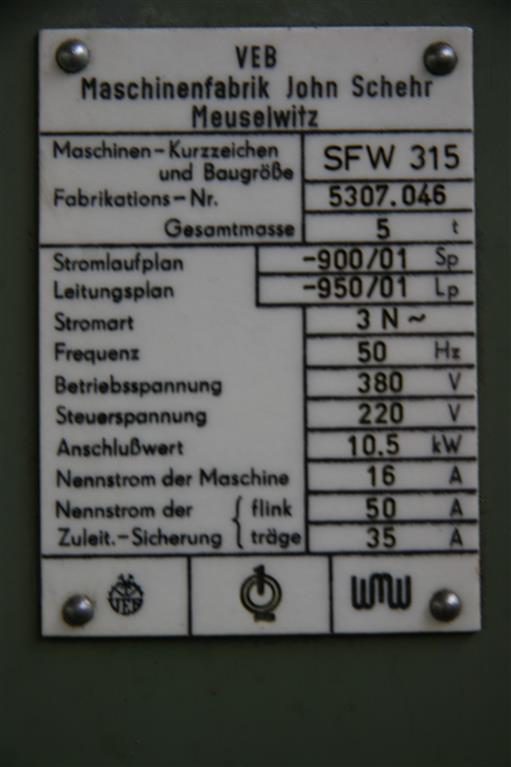 VEB
Maschinenfabrik John Schehr
Meuselwitz
Maschinen-Kurzzeichen und Baugröße SFW 315
Fabrikations-Nr. 5307.046
Gesamtmasse 5 t
Stromlaufplan -900/01 Sp
Leitungsplan -950/01 Lp
Stromart 3 N ~
Frequenz 50 Hz
Betriebsspannung 380 V
Steuerspannung 220 V
Anschlußwert 10.5 kW
Nennstrom der Maschine 16 A
Nennstrom der { flink 50 A
Zuleit.-Sicherung { träge 35 A
VEB 1 WMW